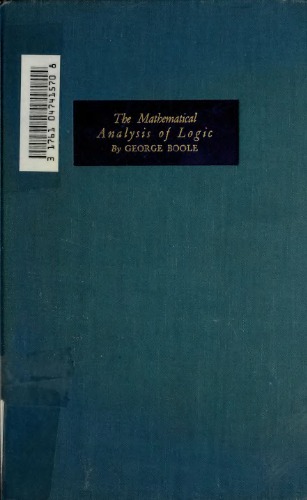 The Mathematical
Analysis of Logic
By GEORGE BOOLE
3 1761 04741570 6